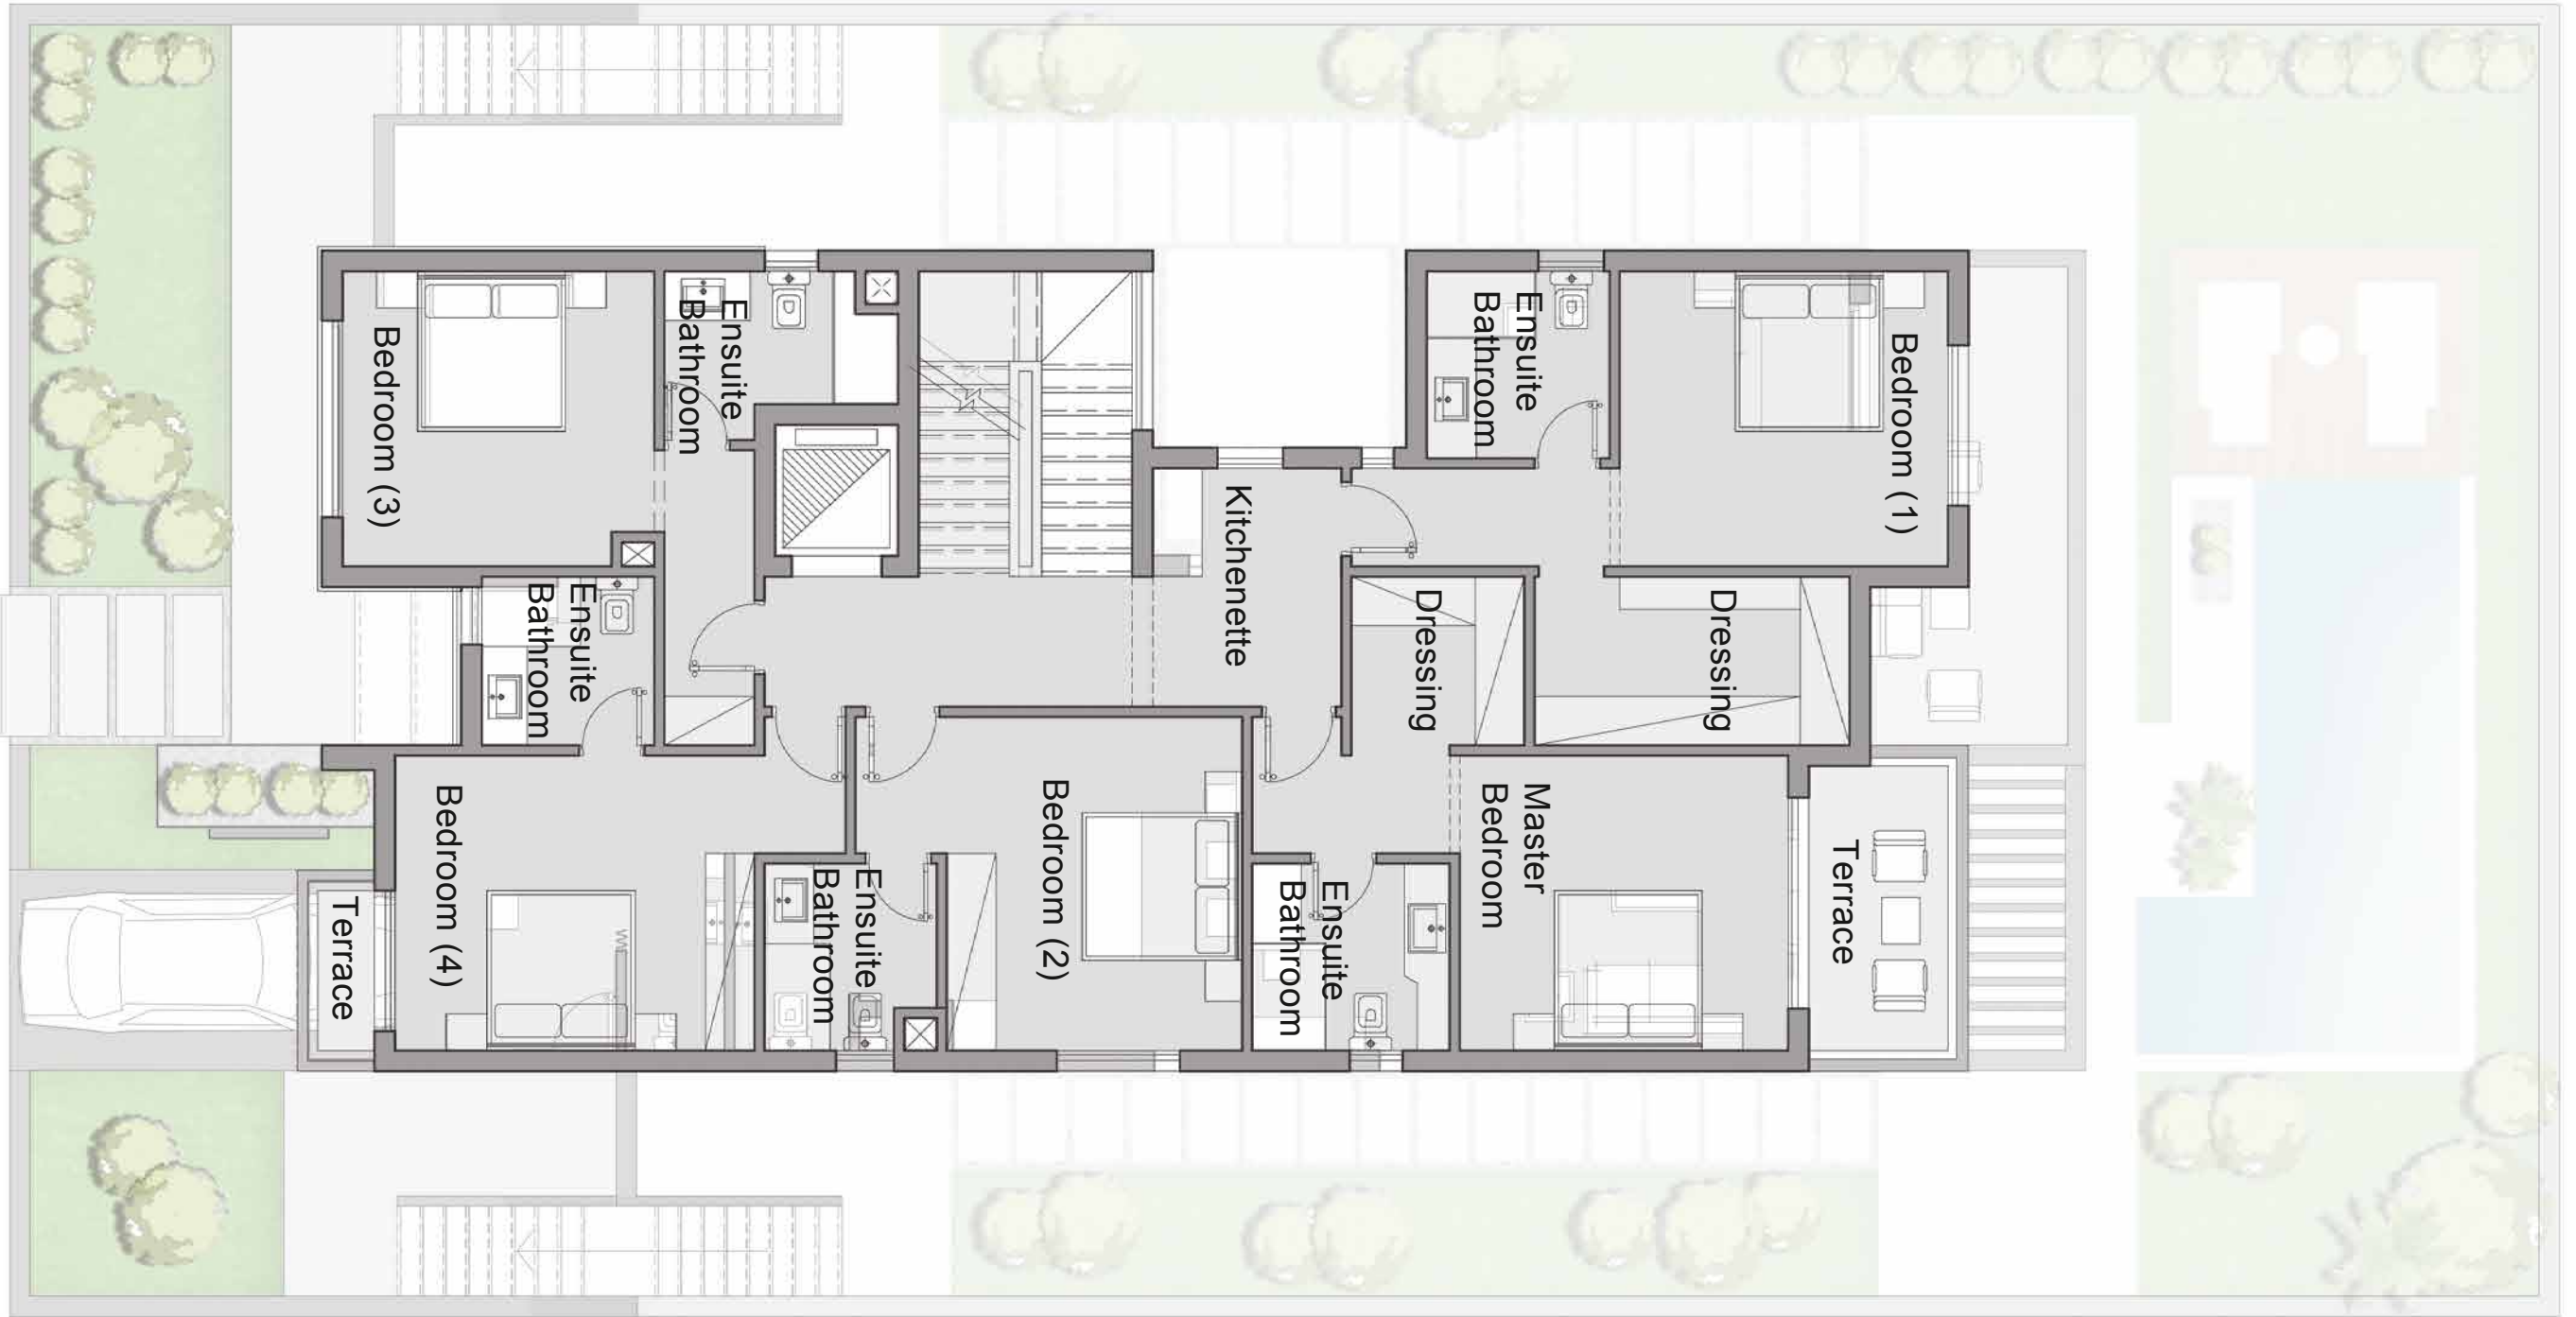 Bedroom (1)
Terrace
Dressing
Master
Bedroom
Ensuite
Bathroom
Dressing
Ensuite
Bathroom
Kitchenette
Bedroom (2)
Ensuite
Bathroom
Ensuite
Bathroom
Ensuite
Bathroom
Bedroom (4)
Bedroom (3)
Terrace